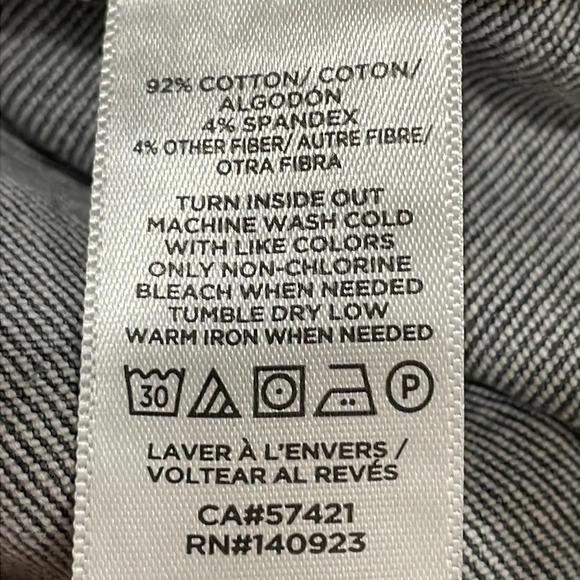 92% COTTON/ COTON/
ALGODÓN
4% SPANDEX
4% OTHER FIBER/ AUTRE FIBRE/
OTRA FIBRA
TURN INSIDE OUT
MACHINE WASH COLD
WITH LIKE COLORS
ONLY NON-CHLORINE
BLEACH WHEN NEEDED
TUMBLE DRY LOW
WARM IRON WHEN NEEDED
30 P
LAVER À L'ENVERS /
VOLTEAR AL REVÉS
CA#57421
RN#140923